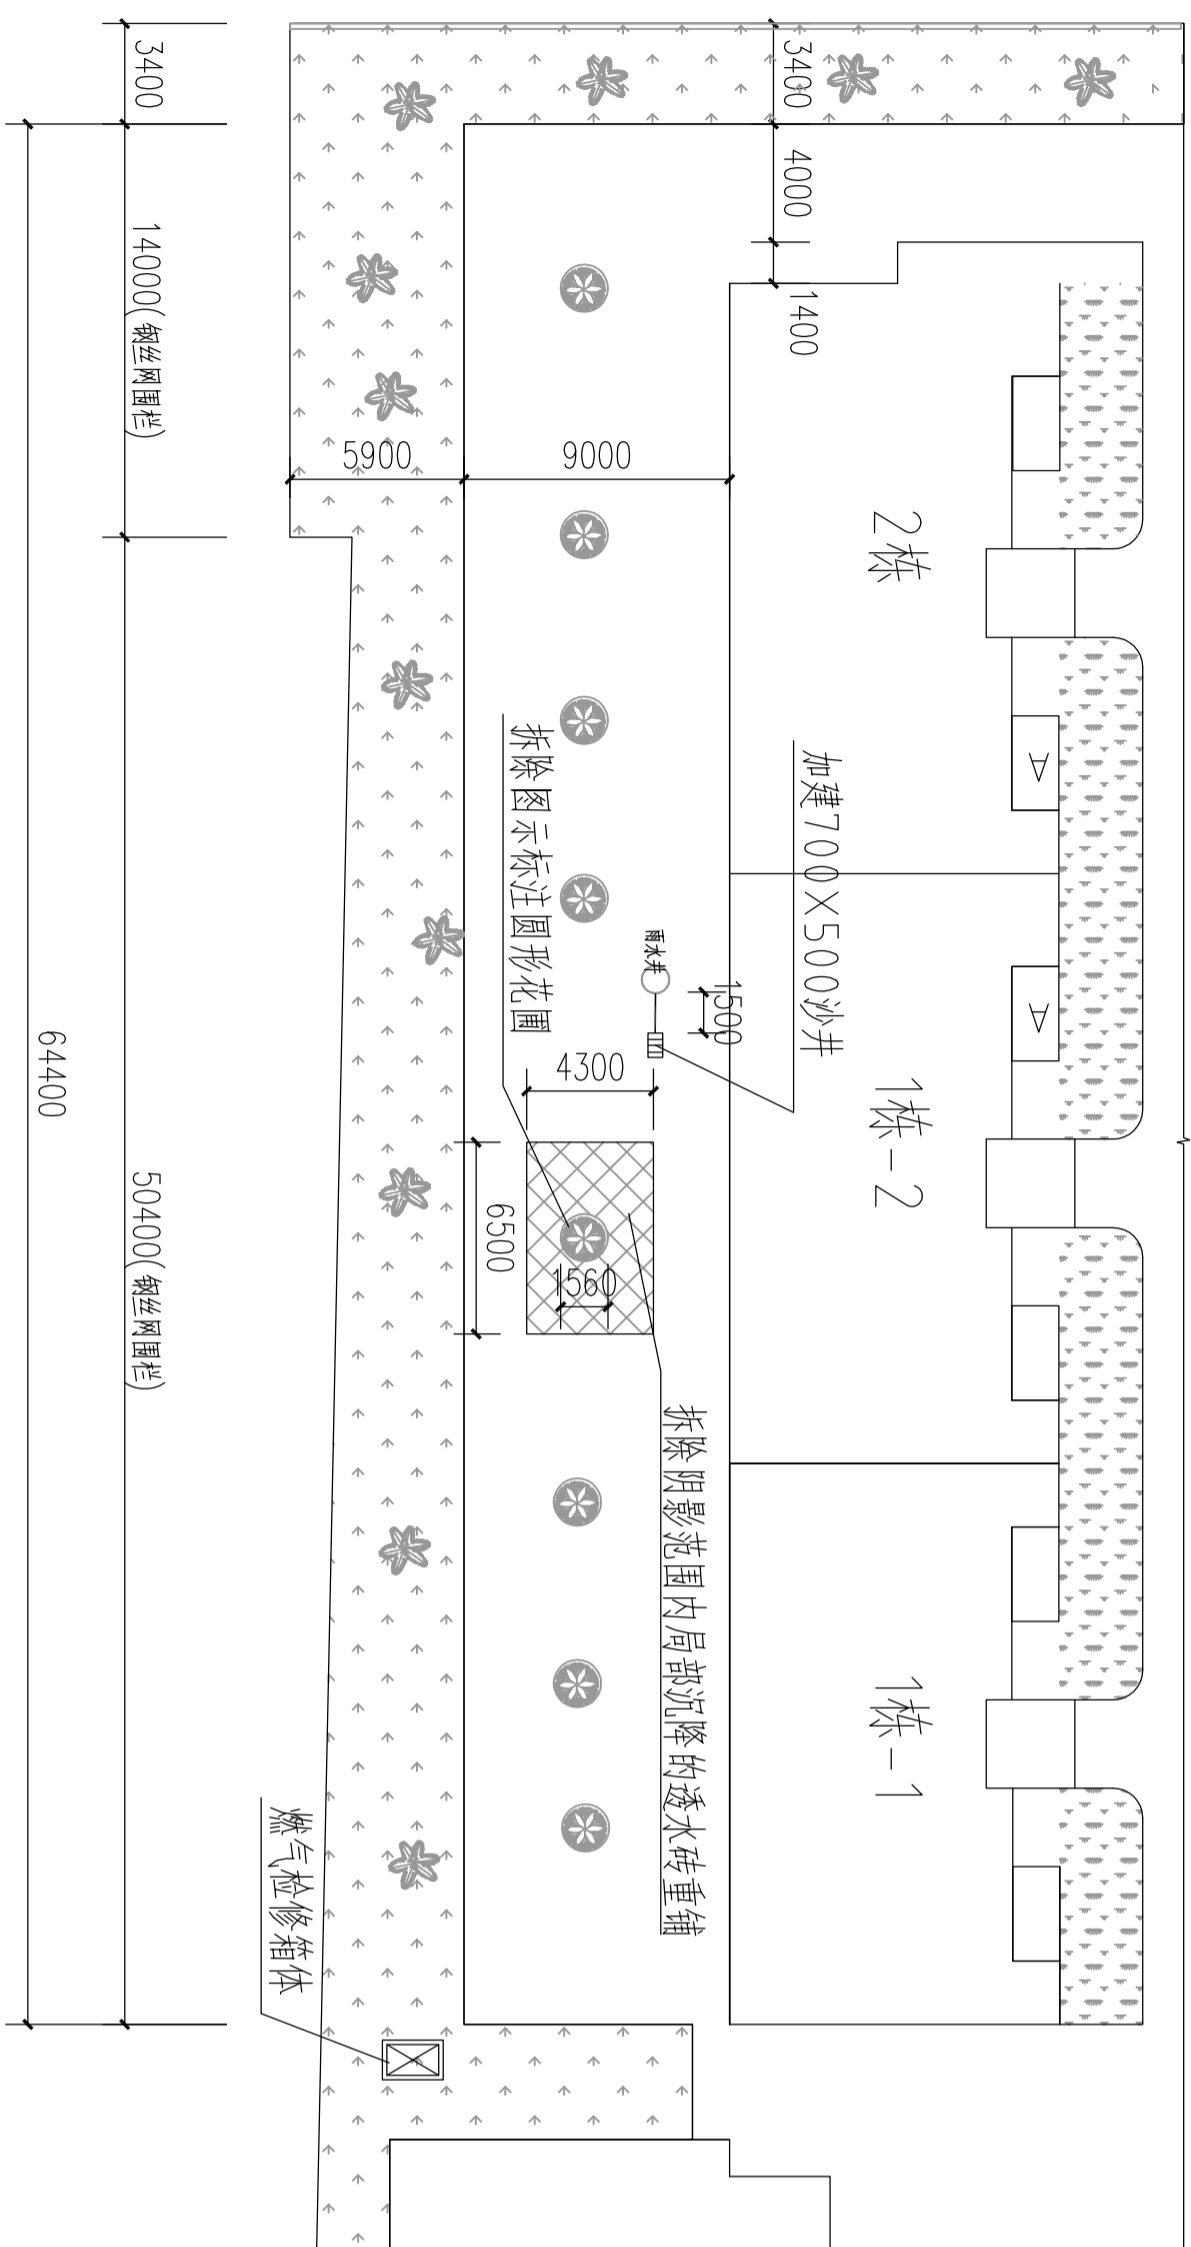 3400
3400
4000
1400
14000(钢丝网围栏)
5900
9000
2栋
加建700X500沙井
拆除图示标注圆形花圃
雨水井
1500
A
A
4300
1栋-2
6500
1560
64400
50400(钢丝网围栏)
拆除阴影范围内局部沉降的透水砖重铺
1栋-1
燃气检修箱体